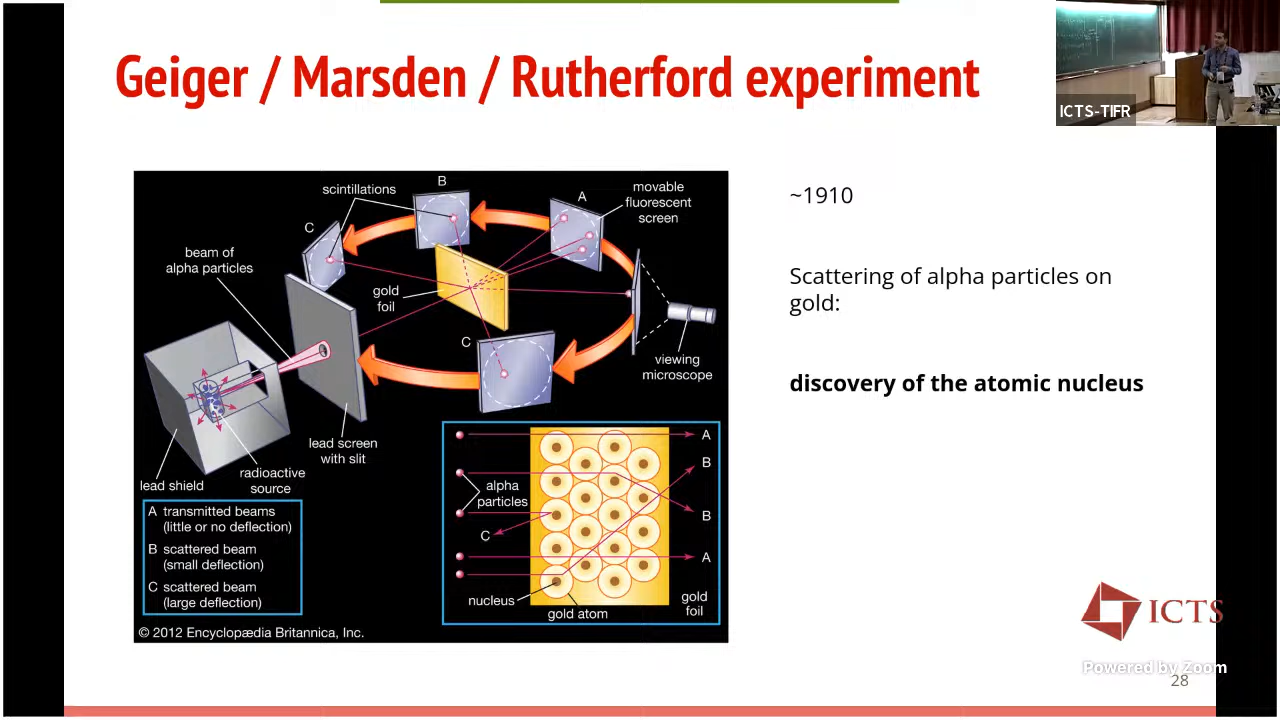 Geiger / Marsden / Rutherford experiment
ICTS-TIFR
~1910
Scattering of alpha particles on
gold:
discovery of the atomic nucleus
scintillations
B
A
movable
fluorescent
screen
C
beam of
alpha particles
gold
foil
C
viewing
microscope
lead screen
with slit
radioactive
source
lead shield
A transmitted beams
(little or no deflection)
B scattered beam
(small deflection)
C scattered beam
(large deflection)
alpha
particles
A
B
B
C
A
nucleus
gold atom
gold
foil
© 2012 Encyclopædia Britannica, Inc.
ICTS
Powered by Zoom
28